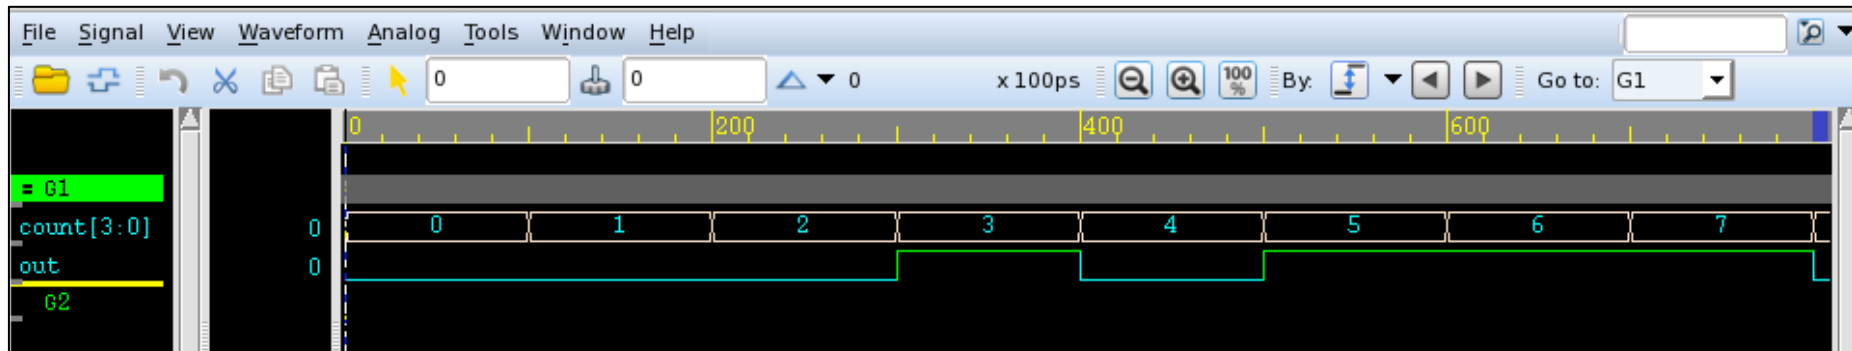 File Signal View Waveform Analog Tools Window Help
0 0 0 x 100ps 100 % By: Go to: G1
0 200 400 600
= G1
count[3:0] 0 0 1 2 3 4 5 6 7
out 0
G2